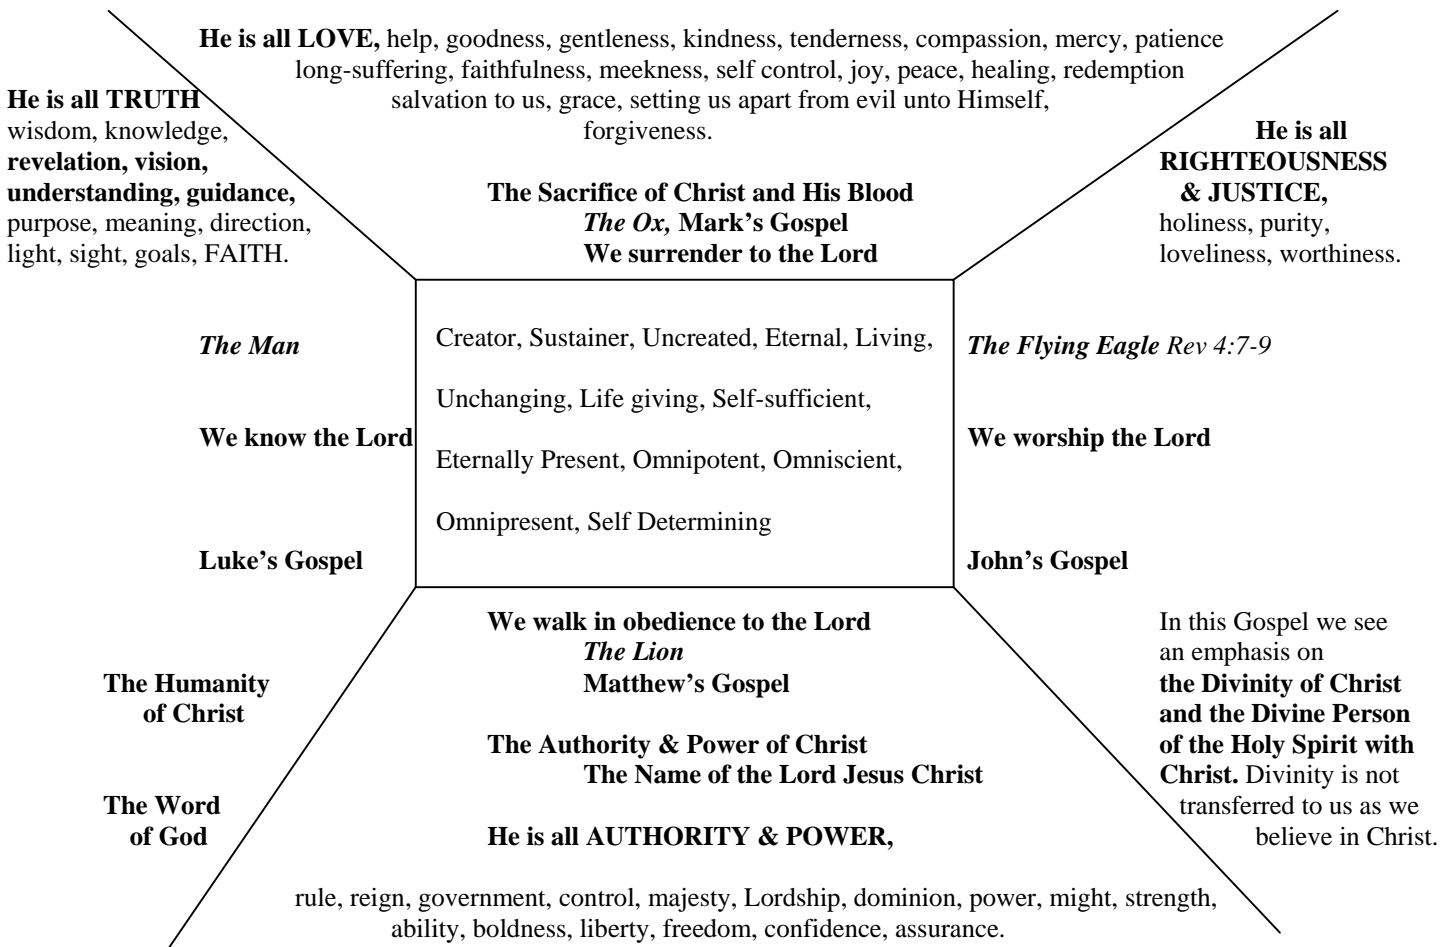 He is all LOVE, help, goodness, gentleness, kindness, tenderness, compassion, mercy, patience
long-suffering, faithfulness, meekness, self control, joy, peace, healing, redemption
salvation to us, grace, setting us apart from evil unto Himself,
forgiveness.
The Sacrifice of Christ and His Blood
The Ox, Mark’s Gospel
We surrender to the Lord
He is all TRUTH
wisdom, knowledge,
revelation, vision,
understanding, guidance,
purpose, meaning, direction,
light, sight, goals, FAITH.
The Man
We know the Lord
Luke’s Gospel
The Humanity
of Christ
The Word
of God
Creator, Sustainer, Uncreated, Eternal, Living,
Unchanging, Life giving, Self-sufficient,
Eternally Present, Omnipotent, Omniscient,
Omnipresent, Self Determining
He is all
RIGHTEOUSNESS
& JUSTICE,
holiness, purity,
loveliness, worthiness.
The Flying Eagle Rev 4:7-9
We worship the Lord
John’s Gospel
In this Gospel we see
an emphasis on
the Divinity of Christ
and the Divine Person
of the Holy Spirit with
Christ. Divinity is not
transferred to us as we
believe in Christ.
We walk in obedience to the Lord
The Lion
Matthew’s Gospel
The Authority & Power of Christ
The Name of the Lord Jesus Christ
He is all AUTHORITY & POWER,
rule, reign, government, control, majesty, Lordship, dominion, power, might, strength,
ability, boldness, liberty, freedom, confidence, assurance.